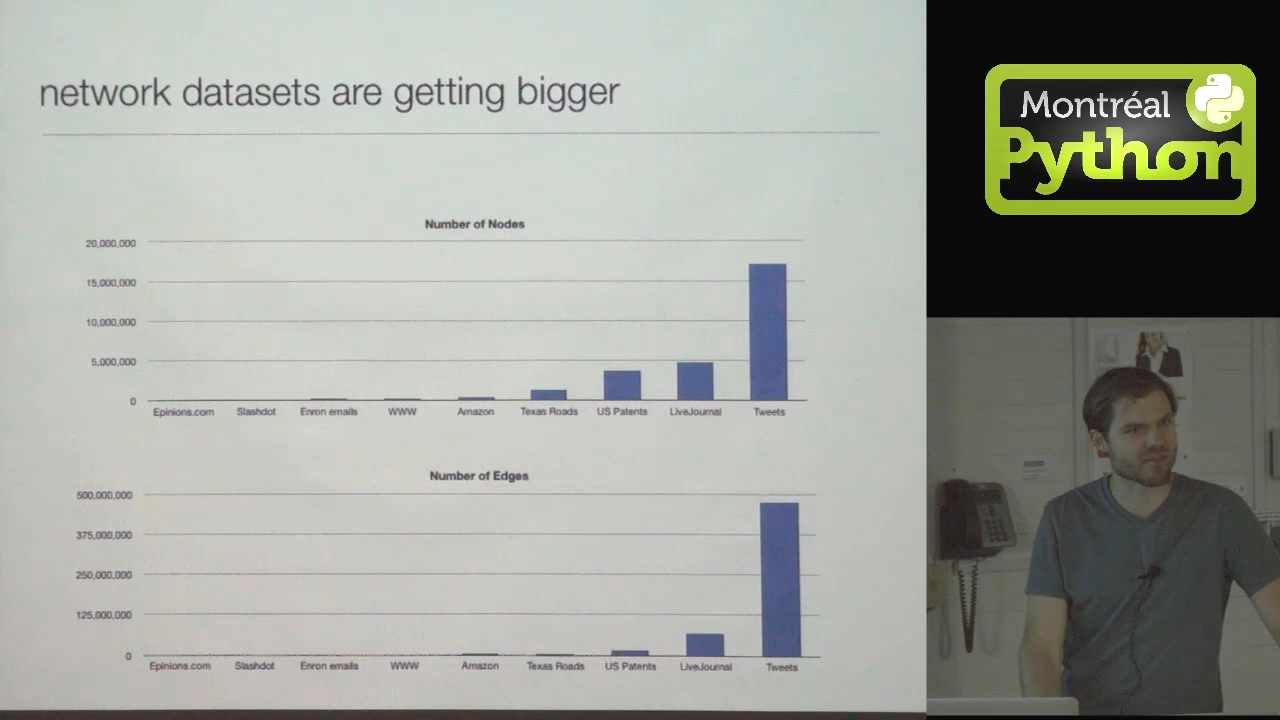 network datasets are getting bigger
Number of Nodes
20,000,000
15,000,000
10,000,000
5,000,000
0
Epinions.com Slashdot Enron emails WWW Amazon Texas Roads US Patents LiveJournal Tweets
Number of Edges
500,000,000
375,000,000
250,000,000
125,000,000
0
Epinions.com Slashdot Enron emails WWW Amazon Texas Roads US Patents LiveJournal Tweets
Montréal
Python